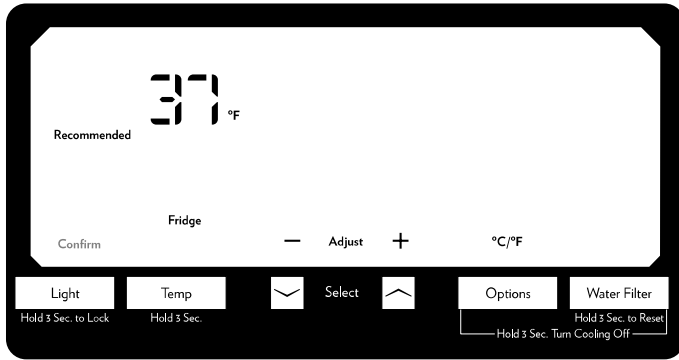 37 °F
Recommended
Fridge
Confirm
− Adjust +
°C/°F
Light
Temp
Select
Options
Water Filter
Hold 3 Sec. to Lock
Hold 3 Sec.
Hold 3 Sec. to Reset
Hold 3 Sec. Turn Cooling Off